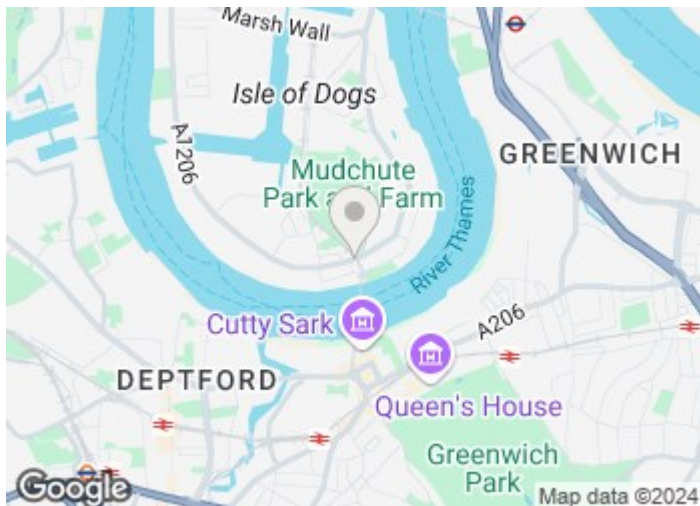 Marsh Wall
Isle of Dogs
A1206
GREENWICH
Mudchute
Park and Farm
River Thames
Cutty Sark
A206
DEPTFORD
Queen's House
Greenwich
Park
Google
Map data ©2024